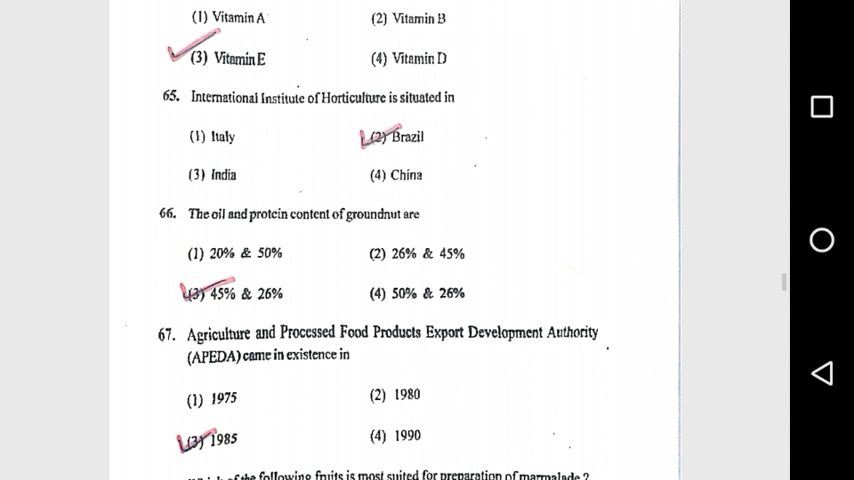 (1) Vitamin A (2) Vitamin B
(3) Vitamin E (4) Vitamin D
65. International Institute of Horticulture is situated in
(1) Italy (2) Brazil
(3) India (4) China
66. The oil and protein content of groundnut are
(1) 20% & 50% (2) 26% & 45%
(3) 45% & 26% (4) 50% & 26%
67. Agriculture and Processed Food Products Export Development Authority
(APEDA) came in existence in
(1) 1975 (2) 1980
(3) 1985 (4) 1990
of the following fruits is most suited for preparation of marmalade ?